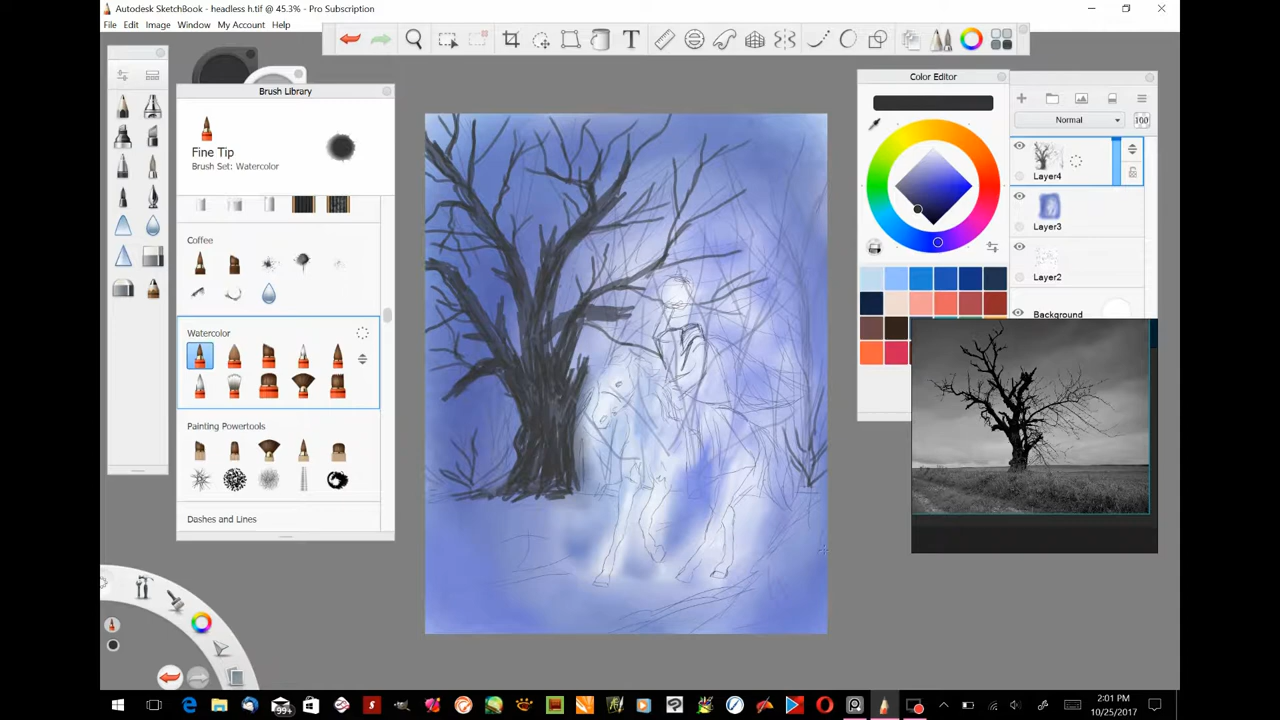 Autodesk SketchBook - headless h.tif @ 45.3% - Pro Subscription
File Edit Image Window My Account Help
T
Brush Library
Fine Tip
Brush Set: Watercolor
Coffee
Watercolor
Painting Powertools
Dashes and Lines
Color Editor
Normal
100
Layer4
Layer3
Layer2
Background
99+
2:01 PM
10/25/2017